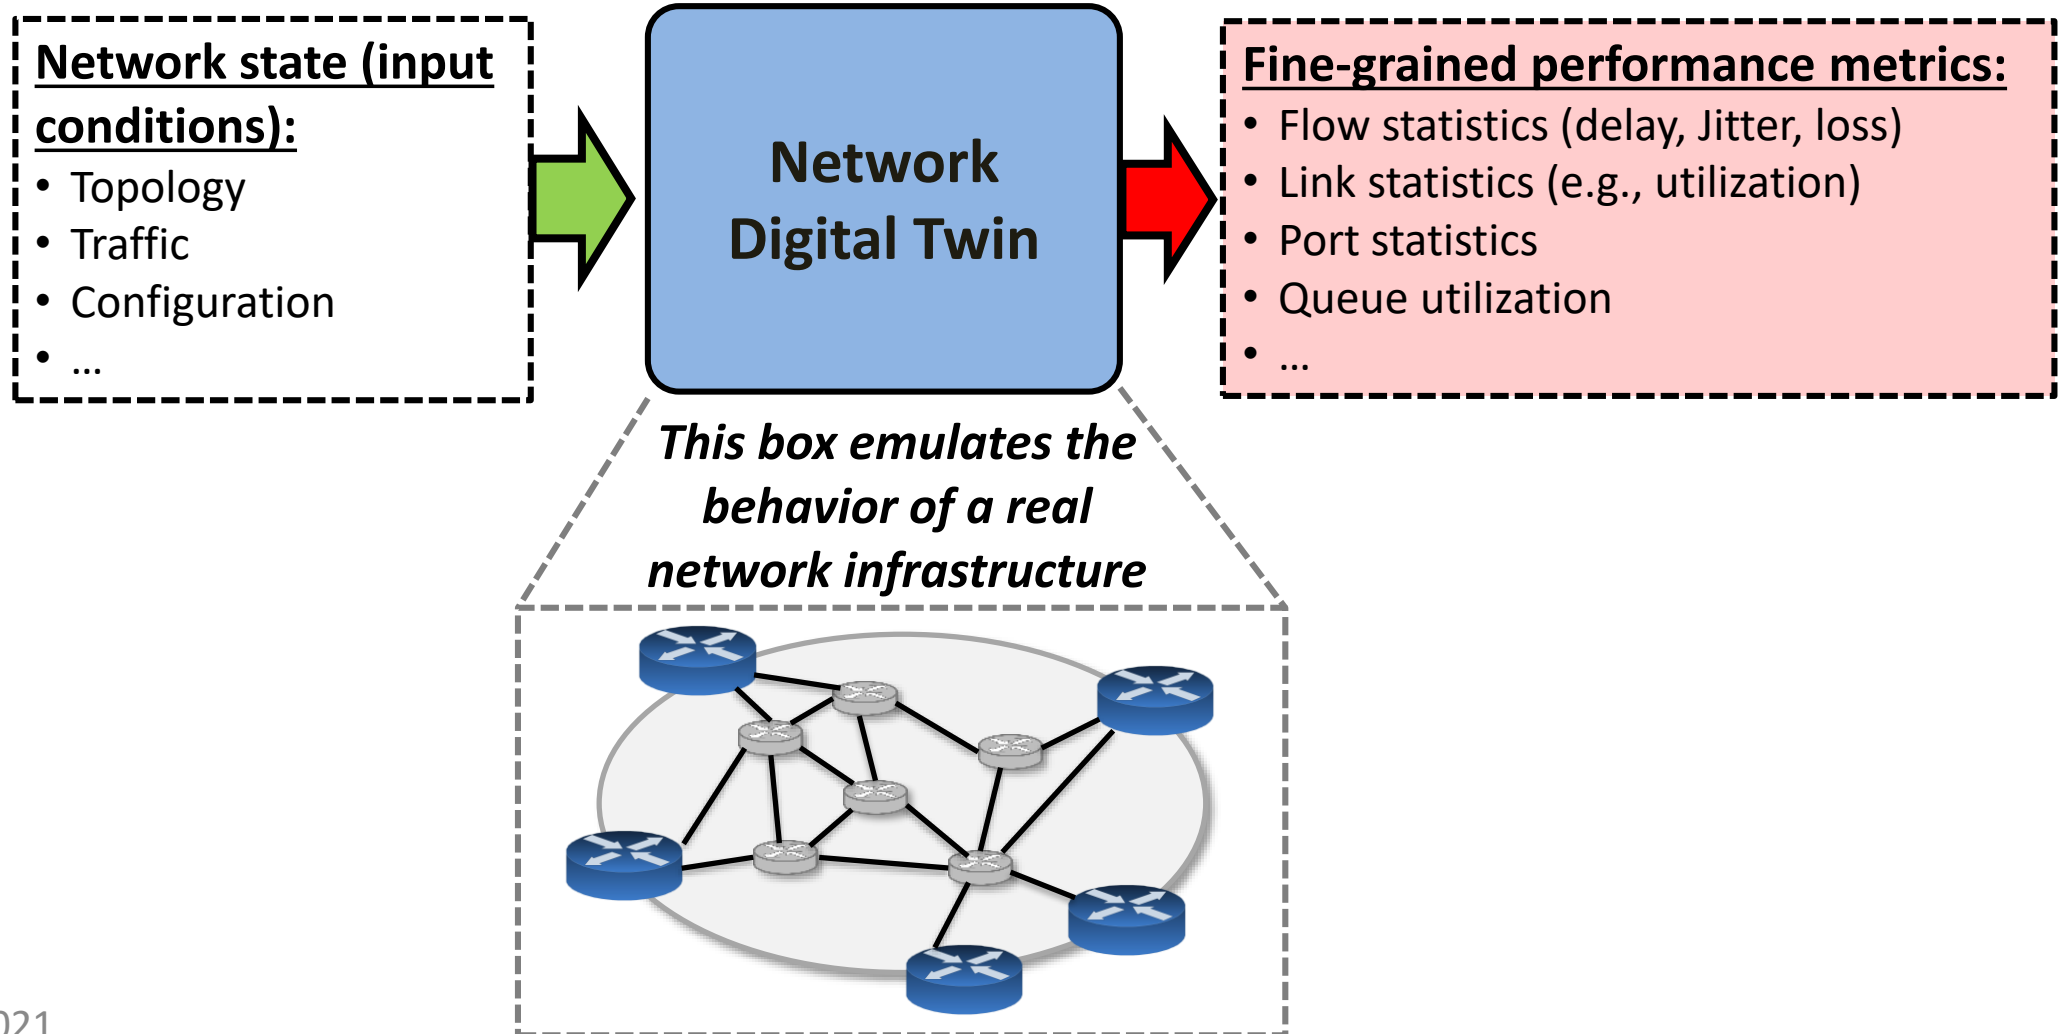 Network state (input
conditions):
• Topology
• Traffic
• Configuration
• ...
Network
Digital Twin
Fine-grained performance metrics:
• Flow statistics (delay, Jitter, loss)
• Link statistics (e.g., utilization)
• Port statistics
• Queue utilization
• ...
This box emulates the
behavior of a real
network infrastructure
021